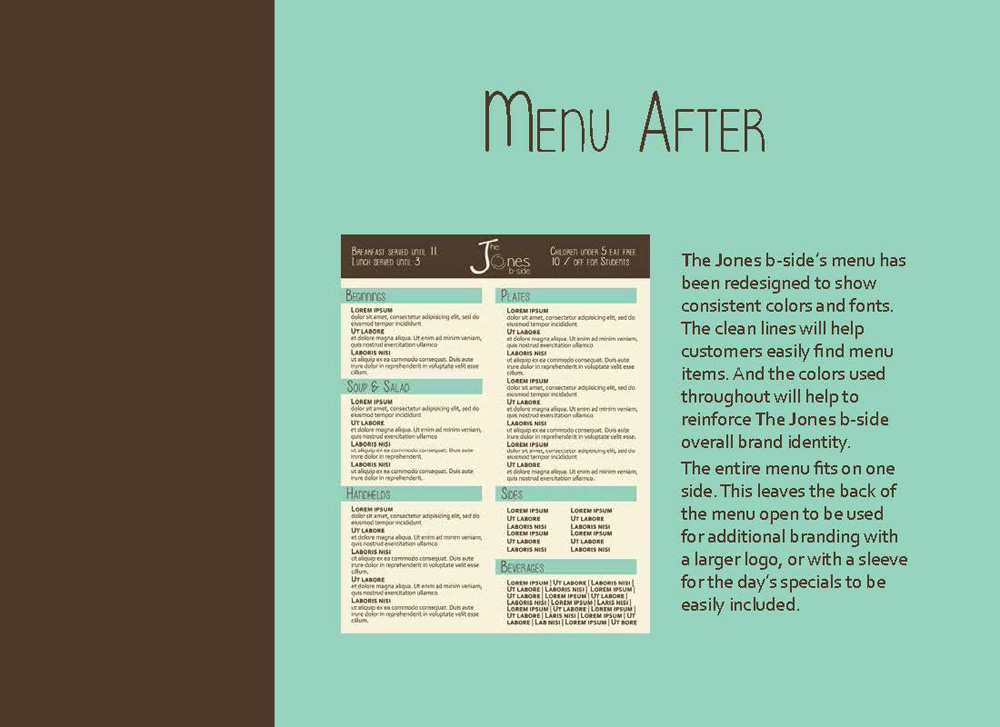 Menu After
Breakfast served until 11
Lunch served until 3
The Jones
b-side
Children under 5 eat free
10 % off for Students
Beginnings
Lorem ipsum
dolor sit amet, consectetur adipisicing elit, sed do
eiusmod tempor incididunt
Ut labore
et dolore magna aliqua. Ut enim ad minim veniam,
quis nostrud exercitation ullamco
Laboris nisi
ut aliquip ex ea commodo consequat. Duis aute
irure dolor in reprehenderit in voluptate velit esse
cillum.
Soup & Salad
Lorem ipsum
dolor sit amet, consectetur adipisicing elit, sed do
eiusmod tempor incididunt
Ut labore
et dolore magna aliqua. Ut enim ad minim veniam,
quis nostrud exercitation ullamco
Laboris nisi
ut aliquip ex ea commodo consequat. Duis aute
irure dolor in reprehenderit.
Laboris nisi
ut aliquip ex ea commodo consequat. Duis aute
irure dolor in reprehenderit.
Handhelds
Lorem ipsum
dolor sit amet, consectetur adipisicing elit, sed do
eiusmod tempor incididunt
Ut labore
et dolore magna aliqua. Ut enim ad minim veniam,
quis nostrud exercitation ullamco
Laboris nisi
ut aliquip ex ea commodo consequat. Duis aute
irure dolor in reprehenderit in voluptate velit esse
cillum.
Ut labore
et dolore magna aliqua. Ut enim ad minim veniam,
quis nostrud exercitation ullamco
Laboris nisi
ut aliquip ex ea commodo consequat. Duis aute
irure dolor in reprehenderit in voluptate velit esse
cillum.
Plates
Lorem ipsum
dolor sit amet, consectetur adipisicing elit, sed do
eiusmod tempor incididunt
Ut labore
et dolore magna aliqua. Ut enim ad minim veniam,
quis nostrud exercitation ullamco
Laboris nisi
ut aliquip ex ea commodo consequat. Duis aute
irure dolor in reprehenderit in voluptate velit esse
cillum.
Lorem ipsum
dolor sit amet, consectetur adipisicing elit, sed do
eiusmod tempor incididunt
Ut labore
et dolore magna aliqua. Ut enim ad minim veniam,
quis nostrud exercitation ullamco
Laboris nisi
ut aliquip ex ea commodo consequat. Duis aute
irure dolor in reprehenderit in voluptate velit esse.
Lorem ipsum
dolor sit amet, consectetur adipisicing elit, sed do
eiusmod tempor incididunt
Ut labore
et dolore magna aliqua. Ut enim ad minim veniam,
quis nostrud exercitation ullamco.
Sides
Lorem ipsum Lorem ipsum
Ut labore Ut labore
Laboris nisi Laboris nisi
Lorem ipsum Lorem ipsum
Ut labore Ut labore
Laboris nisi Laboris nisi
Beverages
Lorem ipsum | Ut labore | Laboris nisi |
Ut labore | Laboris nisi | Lorem ipsum |
Ut labore | Lorem ipsum | Ut labore |
Laboris nisi | Lorem ipsum | Laris nisi |
Lorem ipsum | Ut labore | Lorem ipsum |
Ut labore | Laris nisi | Lorem ipsum | Ut
labore | Lab nisi | Lorem ipsum | Ut bore
The Jones b-side's menu has
been redesigned to show
consistent colors and fonts.
The clean lines will help
customers easily find menu
items. And the colors used
throughout will help to
reinforce The Jones b-side
overall brand identity.
The entire menu fits on one
side. This leaves the back of
the menu open to be used
for additional branding with
a larger logo, or with a sleeve
for the day's specials to be
easily included.